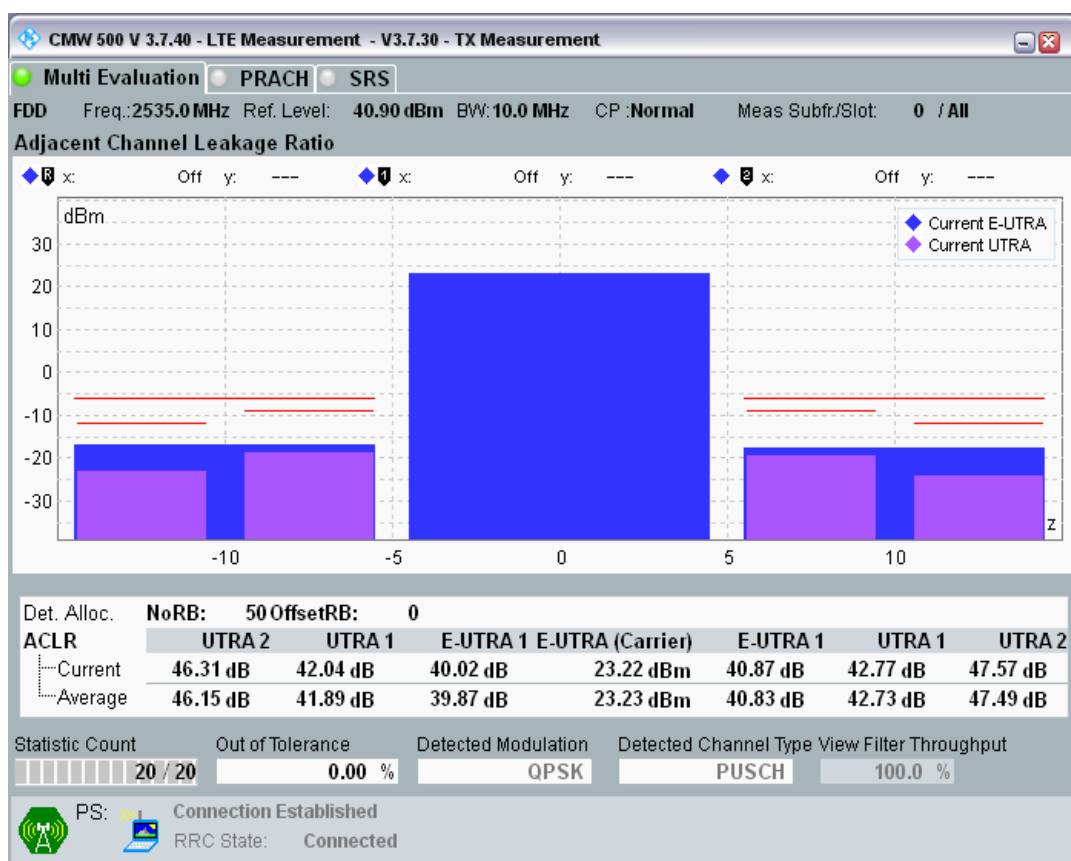 CMW 500 V 3.7.40 - LTE Measurement - V3.7.30 - TX Measurement
Multi Evaluation PRACH SRS
FDD Freq.:2535.0 MHz Ref. Level: 40.90 dBm BW:10.0 MHz CP :Normal Meas Subfr./Slot: 0 / All
Adjacent Channel Leakage Ratio
R x: Off y: --- 1 x: Off y: --- 2 x: Off y: ---
dBm
Current E-UTRA
Current UTRA
30
20
10
0
-10
-20
-30
z
-10 -5 0 5 10
Det. Alloc. NoRB: 50 OffsetRB: 0
ACLR UTRA 2 UTRA 1 E-UTRA 1 E-UTRA (Carrier) E-UTRA 1 UTRA 1 UTRA 2
Current 46.31 dB 42.04 dB 40.02 dB 23.22 dBm 40.87 dB 42.77 dB 47.57 dB
Average 46.15 dB 41.89 dB 39.87 dB 23.23 dBm 40.83 dB 42.73 dB 47.49 dB
Statistic Count Out of Tolerance Detected Modulation Detected Channel Type View Filter Throughput
20 / 20 0.00 % QPSK PUSCH 100.0 %
PS: Connection Established
RRC State: Connected